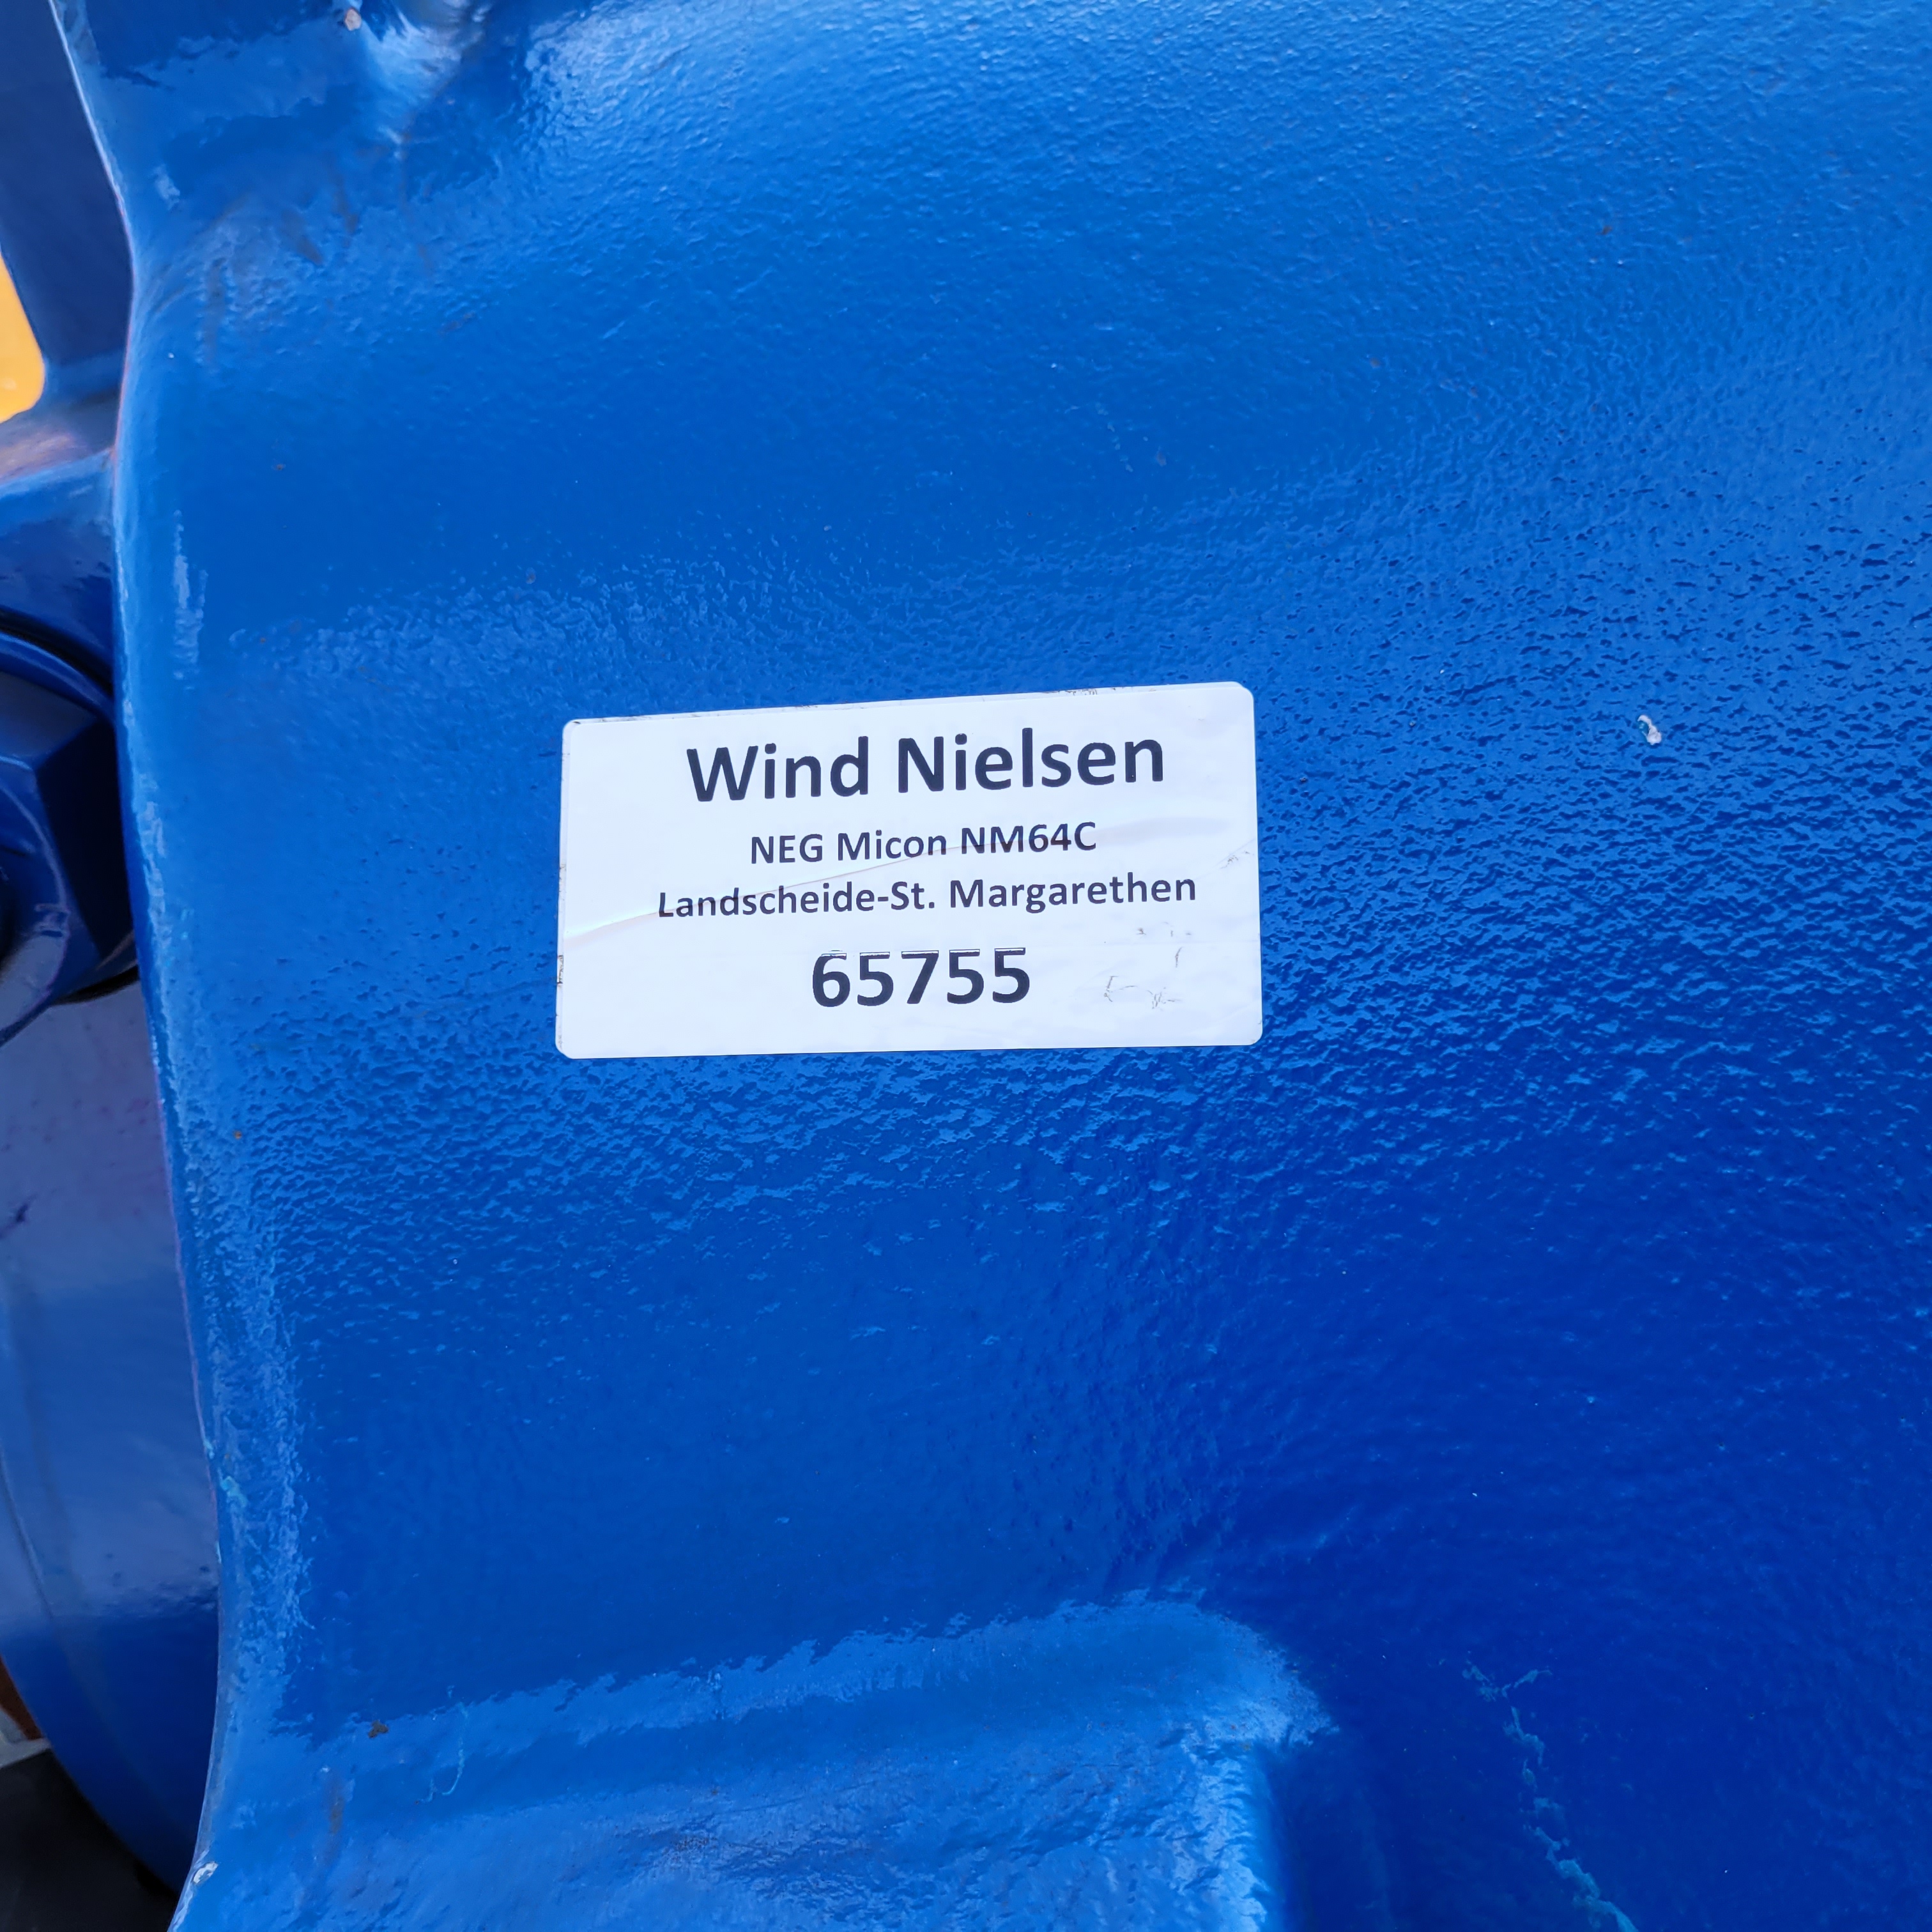 Wind Nielsen
NEG Micon NM64C
Landscheide-St. Margarethen
65755